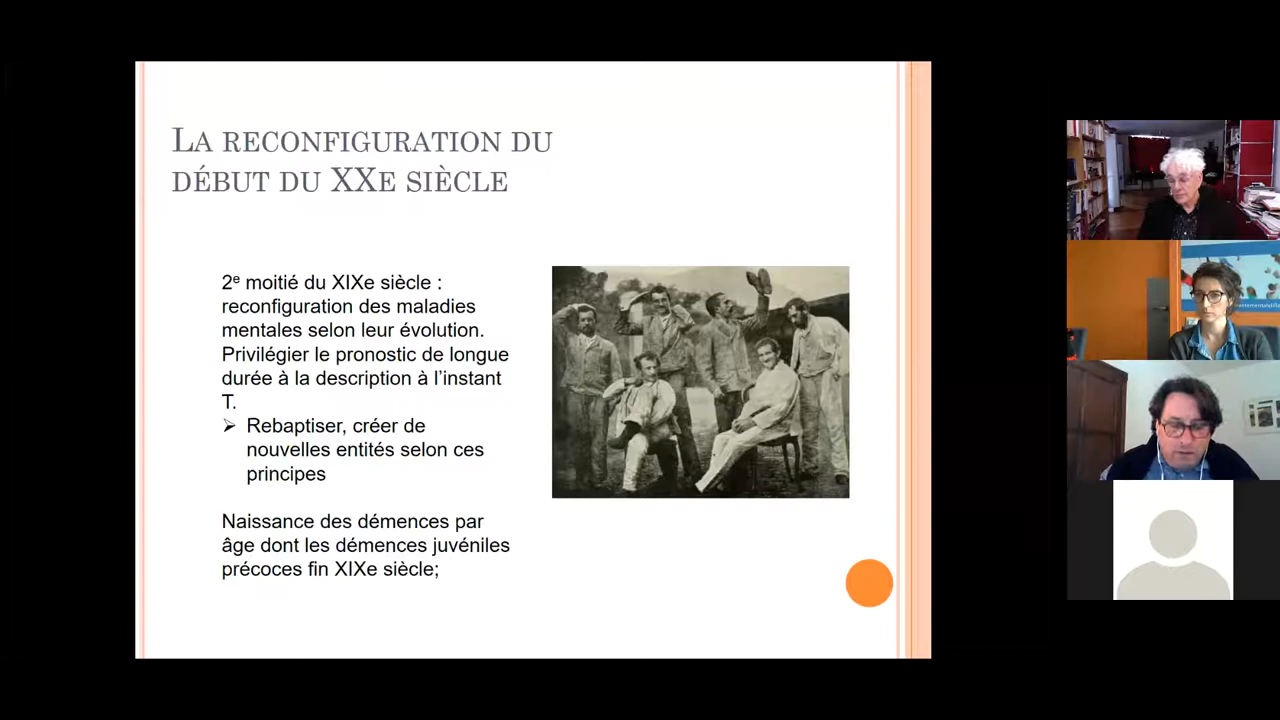 LA RECONFIGURATION DU
DÉBUT DU XXE SIÈCLE
2e moitié du XIXe siècle :
reconfiguration des maladies
mentales selon leur évolution.
Privilégier le pronostic de longue
durée à la description à l'instant
T.
➢ Rebaptiser, créer de
nouvelles entités selon ces
principes
Naissance des démences par
âge dont les démences juvéniles
précoces fin XIXe siècle;